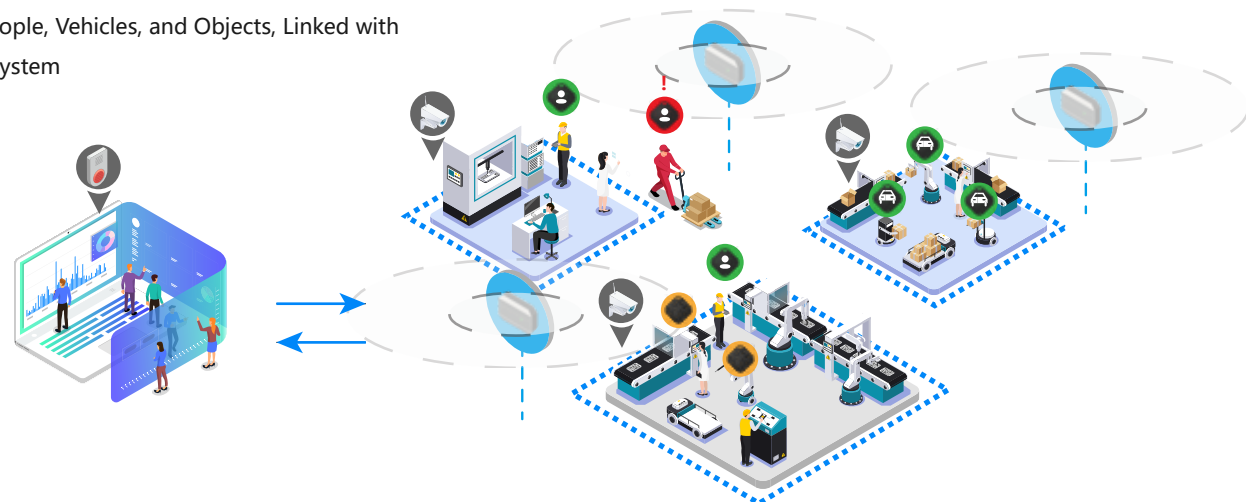 ople, Vehicles, and Objects, Linked with
ystem